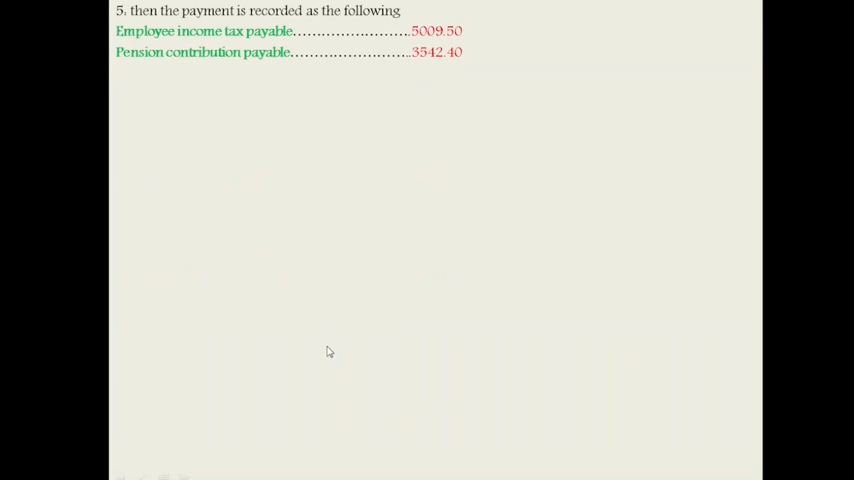 5, then the payment is recorded as the following
Employee income tax payable……………………..5009.50
Pension contribution payable……………………..3542.40